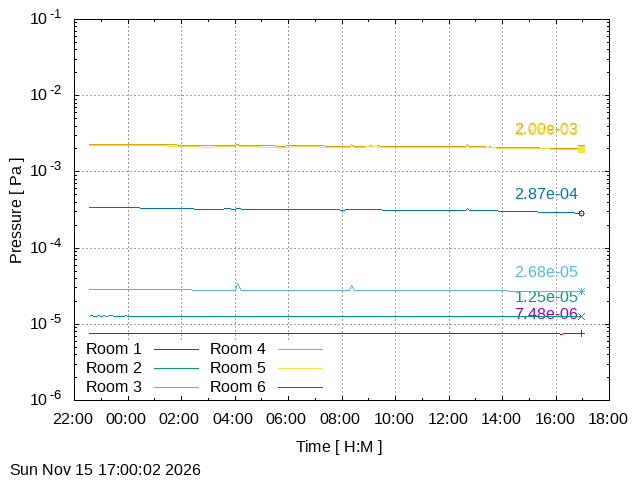 10^-1
10^-2
2.00e-03
10^-3
2.87e-04
10^-4
2.68e-05
1.25e-05
7.48e-06
10^-5
Room 1 Room 4
Room 2 Room 5
Room 3 Room 6
10^-6
Pressure [ Pa ]
22:00 00:00 02:00 04:00 06:00 08:00 10:00 12:00 14:00 16:00 18:00
Time [ H:M ]
Sun Nov 15 17:00:02 2026